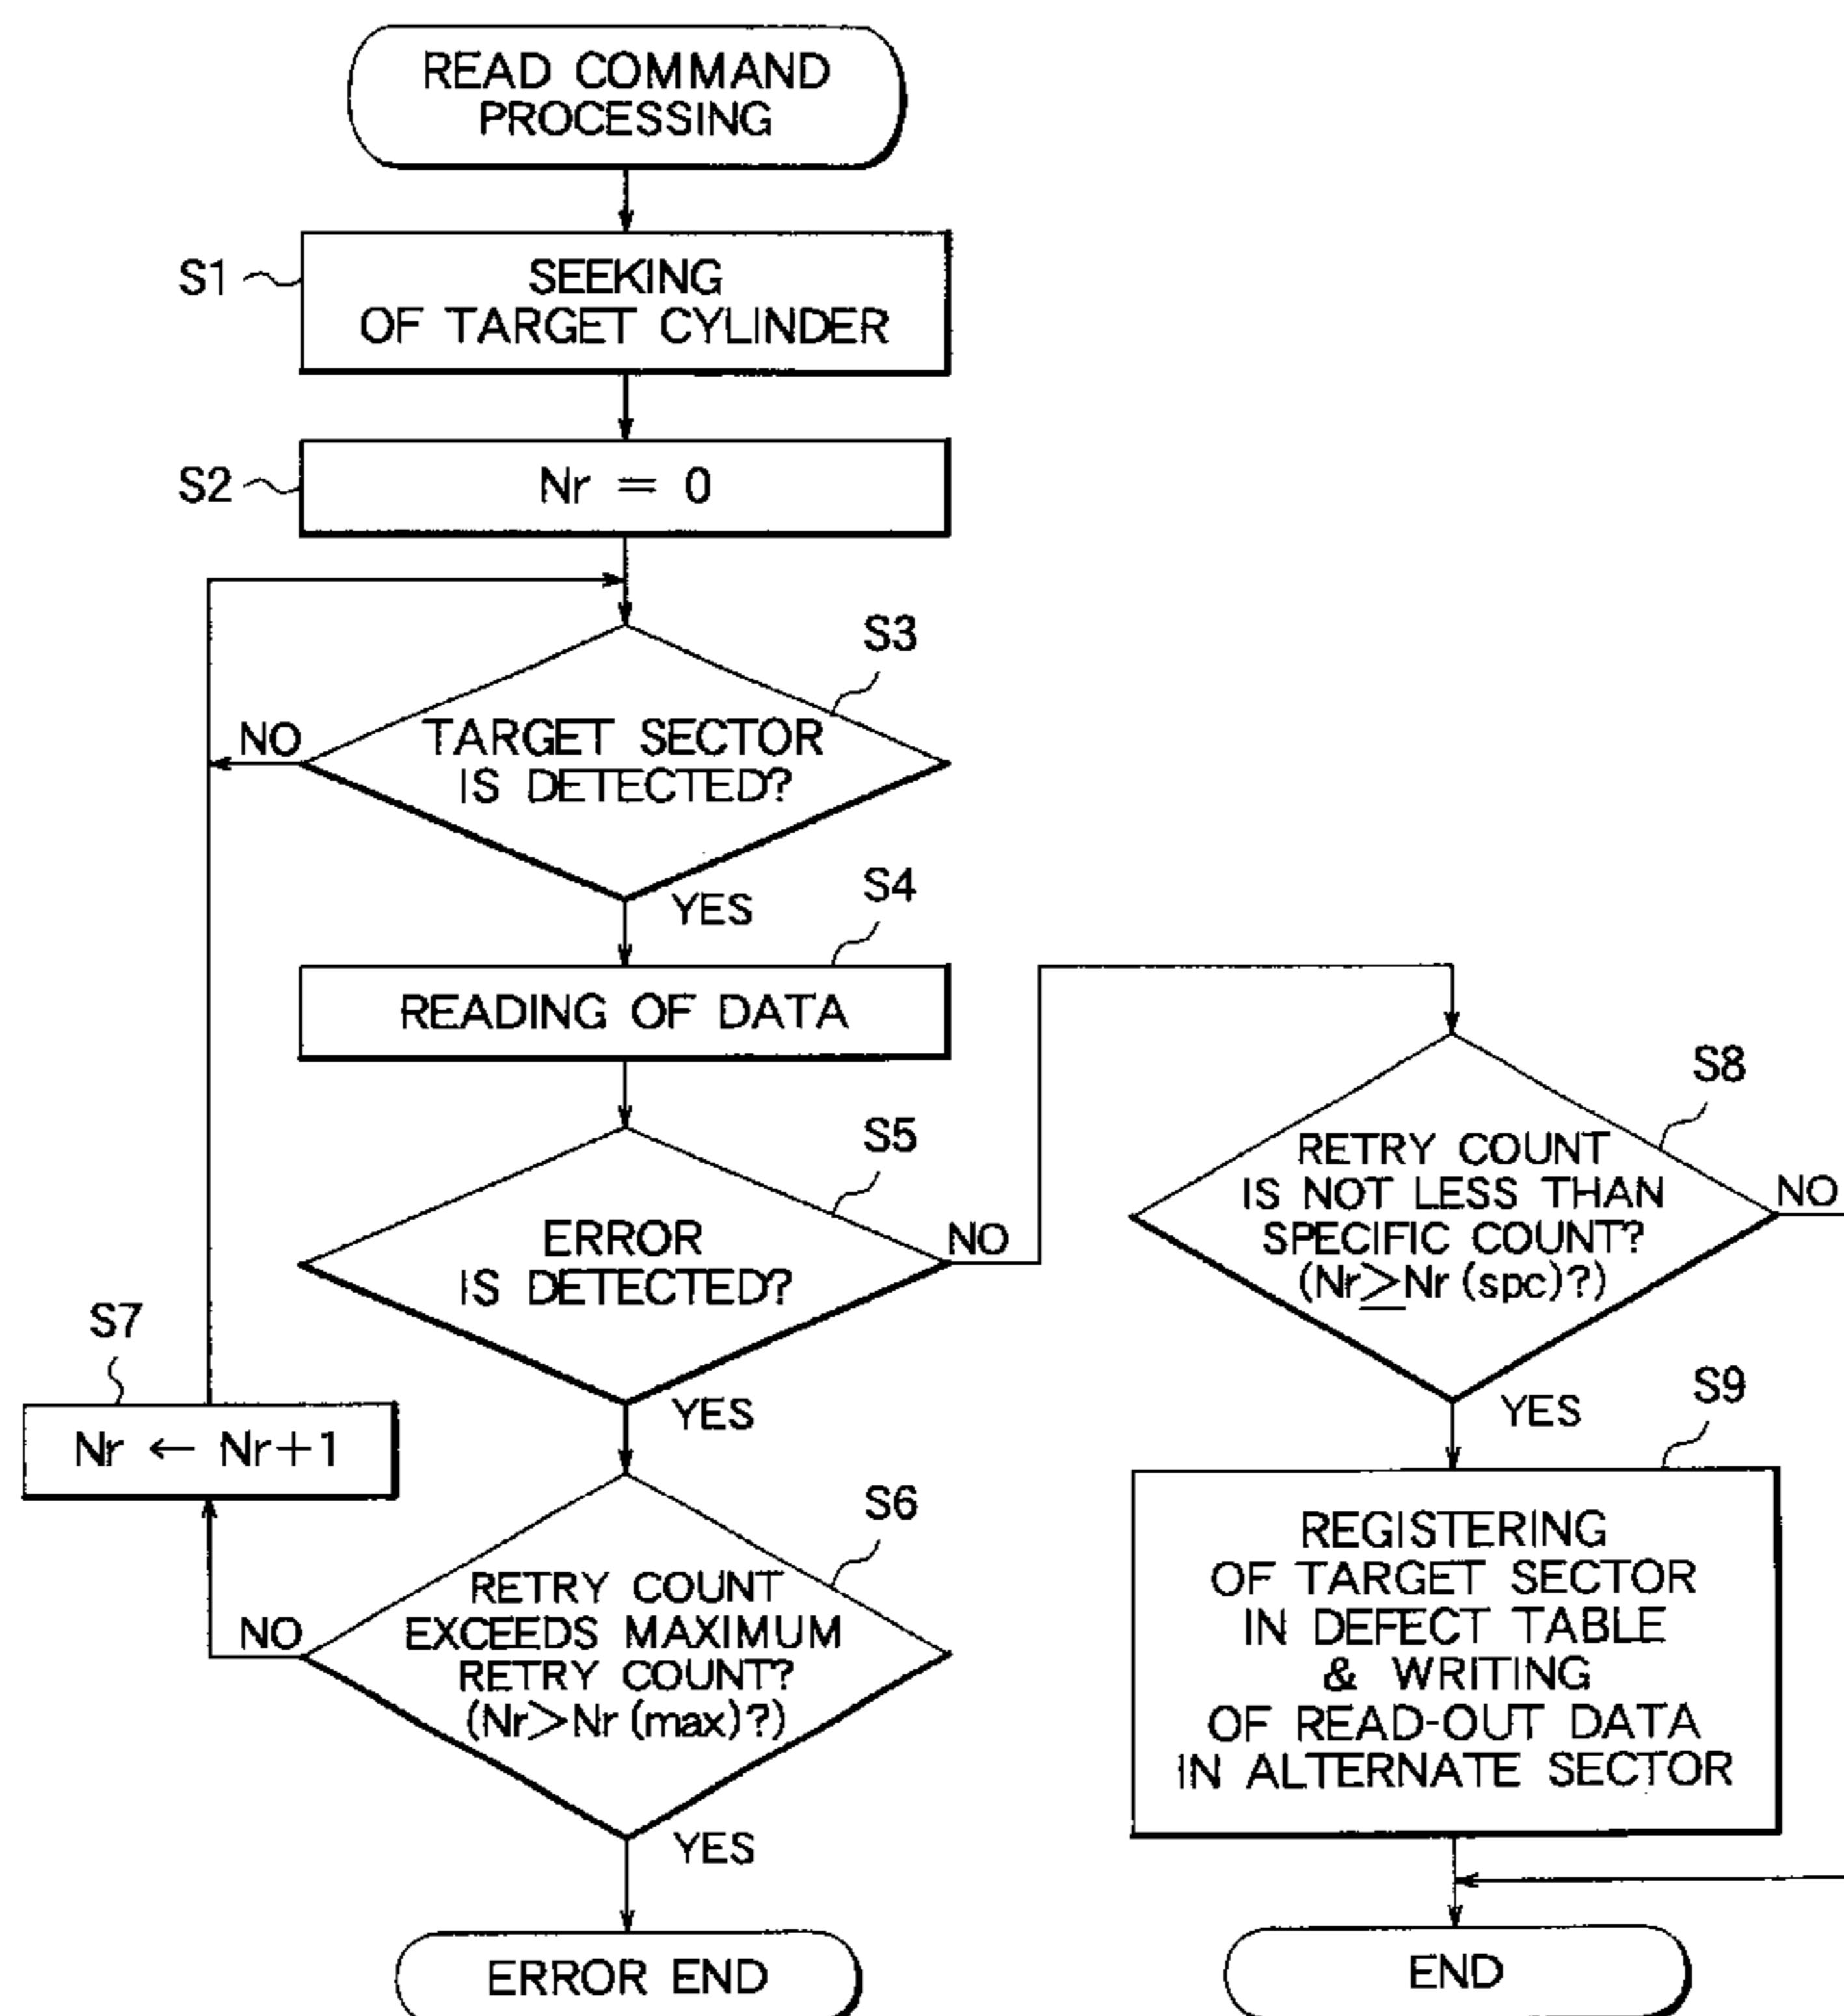 READ COMMAND
PROCESSING
S1
SEEKING
OF TARGET CYLINDER
S2
Nr = 0
S3
NO
TARGET SECTOR
IS DETECTED?
YES
S4
READING OF DATA
S5
ERROR
IS DETECTED?
NO
YES
S7
Nr ← Nr+1
S6
NO
RETRY COUNT
EXCEEDS MAXIMUM
RETRY COUNT?
(Nr>Nr (max)?)
YES
ERROR END
S8
RETRY COUNT
IS NOT LESS THAN
SPECIFIC COUNT?
(Nr≥Nr (spc)?)
NO
YES
S9
REGISTERING
OF TARGET SECTOR
IN DEFECT TABLE
& WRITING
OF READ-OUT DATA
IN ALTERNATE SECTOR
END